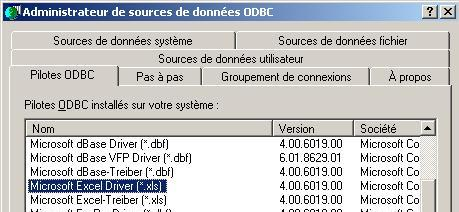 Administrateur de sources de données ODBC
Sources de données système Sources de données fichier
Sources de données utilisateur
Pilotes ODBC Pas à pas Groupement de connexions À propos
Pilotes ODBC installés sur votre système :
Nom Version Société
Microsoft dBase Driver (*.dbf) 4.00.6019.00 Microsoft Co
Microsoft dBase VFP Driver (*.dbf) 6.01.8629.01 Microsoft Co
Microsoft dBase-Treiber (*.dbf) 4.00.6019.00 Microsoft Co
Microsoft Excel Driver (*.xls) 4.00.6019.00 Microsoft Co
Microsoft Excel-Treiber (*.xls) 4.00.6019.00 Microsoft Co